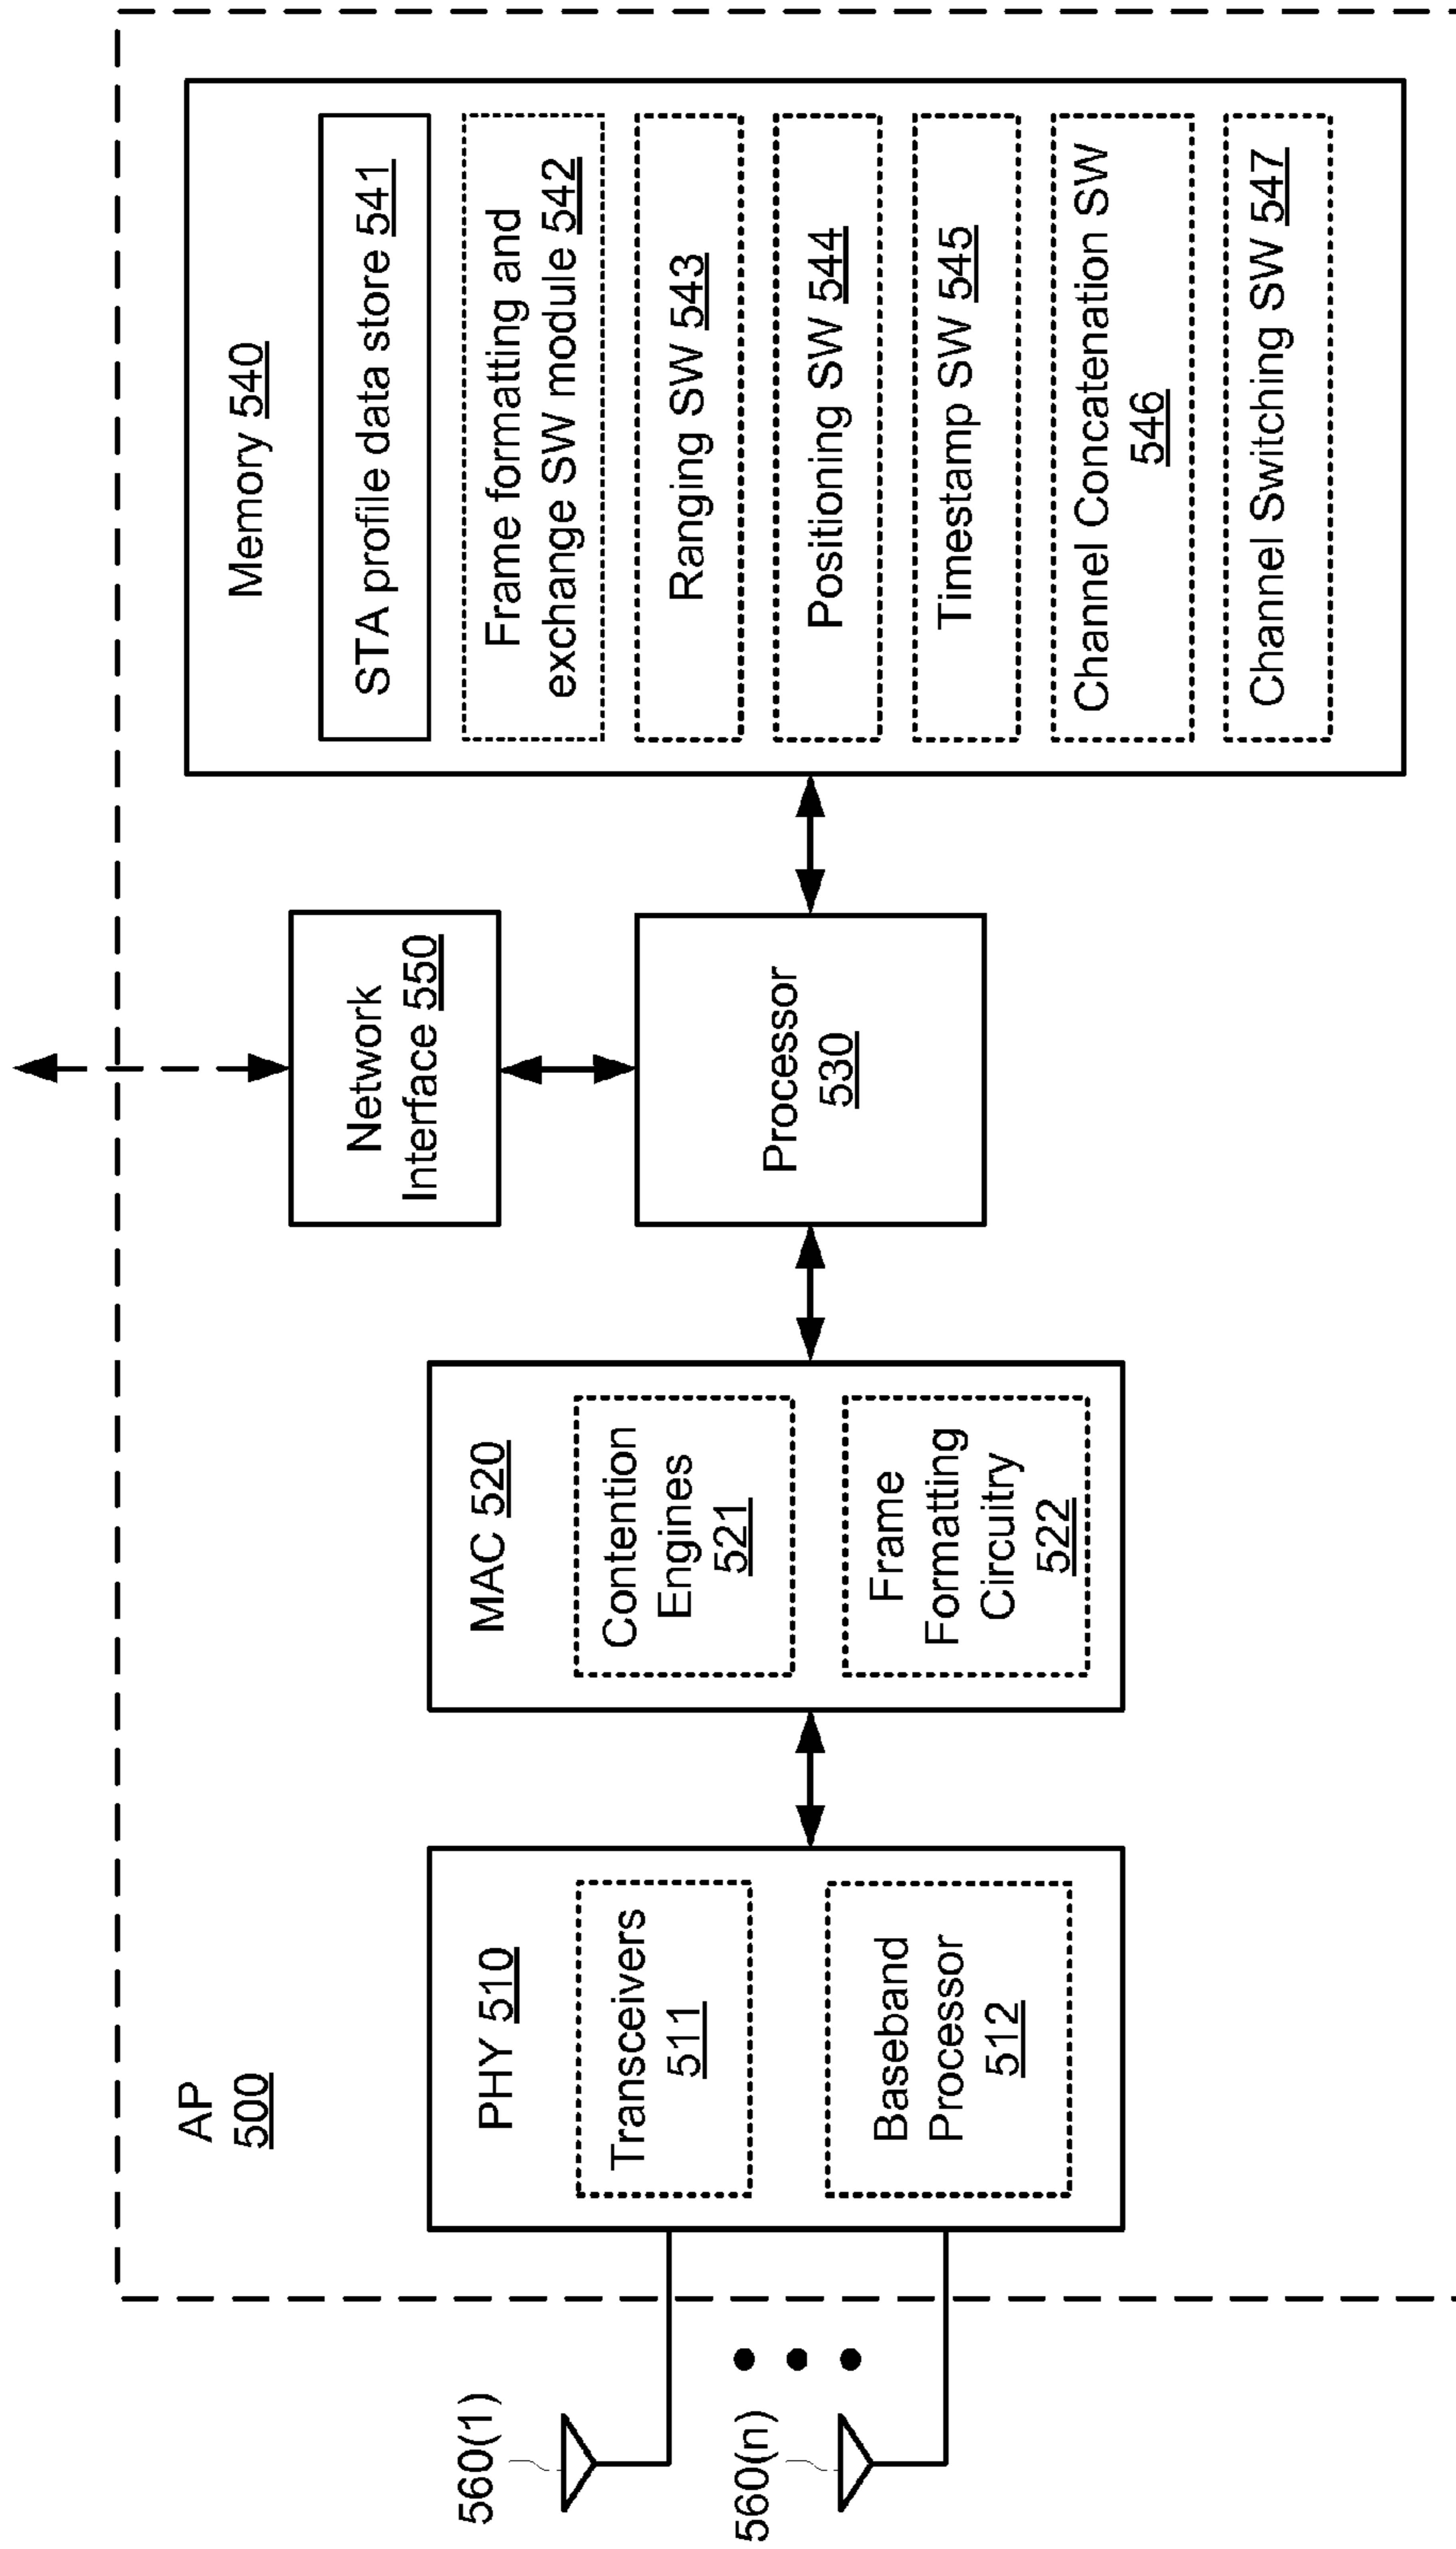 AP
500
560(1)
560(n)
PHY 510
Transceivers
511
Baseband
Processor
512
MAC 520
Contention
Engines
521
Frame
Formatting
Circuitry
522
Network
Interface 550
Processor
530
Memory 540
STA profile data store 541
Frame formatting and
exchange SW module 542
Ranging SW 543
Positioning SW 544
Timestamp SW 545
Channel Concatenation SW
546
Channel Switching SW 547